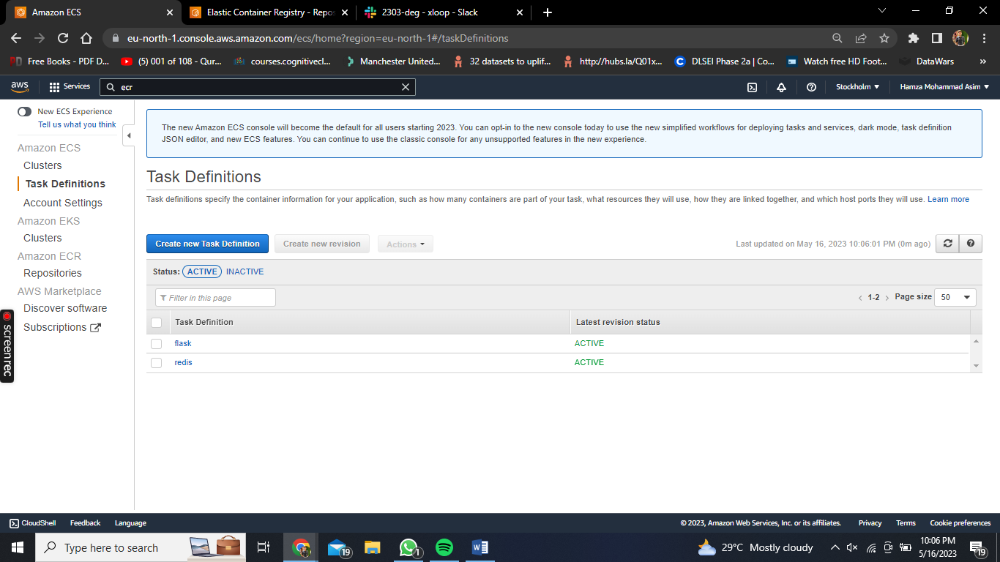 Amazon ECS
Elastic Container Registry - Repos
2303-deg - xloop - Slack
eu-north-1.console.aws.amazon.com/ecs/home?region=eu-north-1#/taskDefinitions
Free Books - PDF D...
(5) 001 of 108 - Qur...
courses.cognitivecl...
Manchester United...
32 datasets to uplif...
http://hubs.la/Q01x...
DLSEI Phase 2a | Co...
Watch free HD Foot...
DataWars
»
aws
Services
ecr
Stockholm
Hamza Mohammad Asim
New ECS Experience
Tell us what you think
Amazon ECS
Clusters
Task Definitions
Account Settings
Amazon EKS
Clusters
Amazon ECR
Repositories
AWS Marketplace
Discover software
Subscriptions
screenrec
The new Amazon ECS console will become the default for all users starting 2023. You can opt-in to the new console today to use the new simplified workflows for deploying tasks and services, dark mode, task definition
JSON editor, and new ECS features. You can continue to use the classic console for any unsupported features in the new experience.
Task Definitions
Task definitions specify the container information for your application, such as how many containers are part of your task, what resources they will use, how they are linked together, and which host ports they will use. Learn more
Create new Task Definition
Create new revision
Actions
Last updated on May 16, 2023 10:06:01 PM (0m ago)
Status: ACTIVE INACTIVE
Filter in this page
1-2
Page size 50
Task Definition
Latest revision status
flask
ACTIVE
redis
ACTIVE
CloudShell
Feedback
Language
© 2023, Amazon Web Services, Inc. or its affiliates.
Privacy
Terms
Cookie preferences
Type here to search
19
1
W
29°C Mostly cloudy
10:06 PM
5/16/2023
19